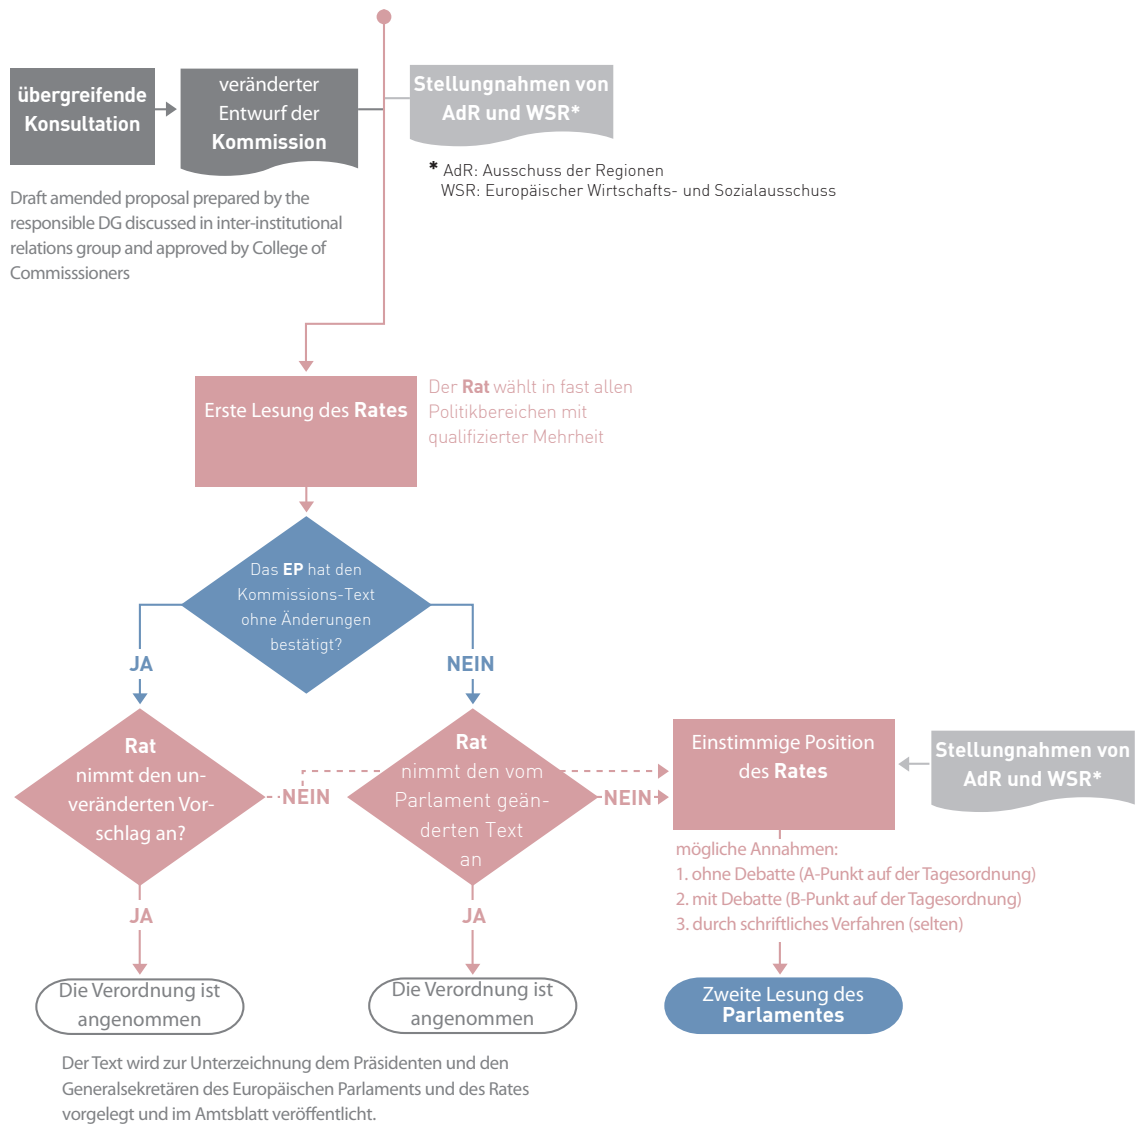 übergreifende
Konsultation
veränderter
Entwurf der
Kommission
Stellungnahmen von
AdR und WSR*
* AdR: Ausschuss der Regionen
WSR: Europäischer Wirtschafts- und Sozialausschuss
Draft amended proposal prepared by the
responsible DG discussed in inter-institutional
relations group and approved by College of
Commisssioners
Erste Lesung des Rates
Der Rat wählt in fast allen
Politikbereichen mit
qualifizierter Mehrheit
Das EP hat den
Kommissions-Text
ohne Änderungen
bestätigt?
JA
NEIN
Rat
nimmt den un-
veränderten Vor-
schlag an?
NEIN
Rat
nimmt den vom
Parlament geän-
derten Text
an
NEIN
Einstimmige Position
des Rates
Stellungnahmen von
AdR und WSR*
mögliche Annahmen:
1. ohne Debatte (A-Punkt auf der Tagesordnung)
2. mit Debatte (B-Punkt auf der Tagesordnung)
3. durch schriftliches Verfahren (selten)
JA
JA
Die Verordnung ist
angenommen
Die Verordnung ist
angenommen
Zweite Lesung des
Parlamentes
Der Text wird zur Unterzeichnung dem Präsidenten und den
Generalsekretären des Europäischen Parlaments und des Rates
vorgelegt und im Amtsblatt veröffentlicht.